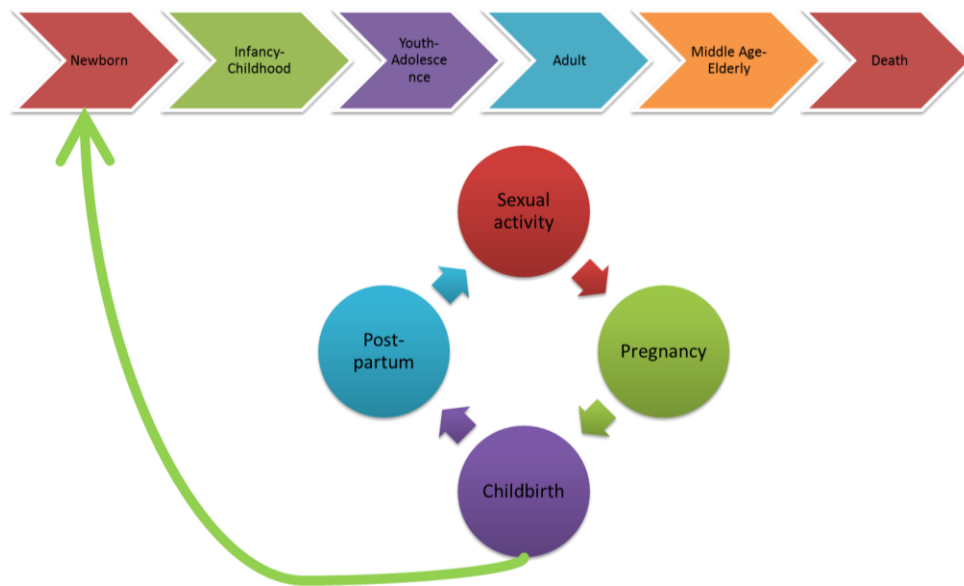 Newborn
Infancy-
Childhood
Youth-
Adolesce
nce
Adult
Middle Age-
Elderly
Death
Sexual
activity
Post-
partum
Pregnancy
Childbirth